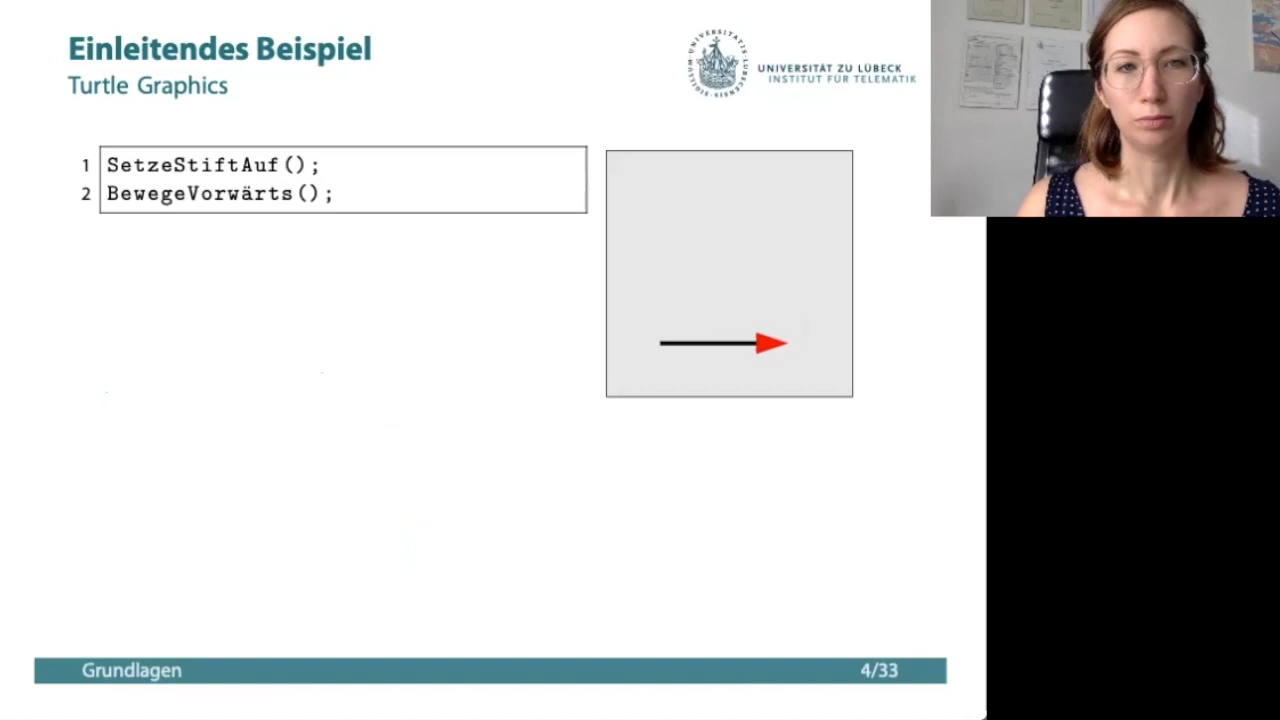 Einleitendes Beispiel
Turtle Graphics
UNIVERSITÄT ZU LÜBECK
INSTITUT FÜR TELEMATIK
1 SetzeStiftAuf();
2 BewegeVorwärts();
Grundlagen
4/33